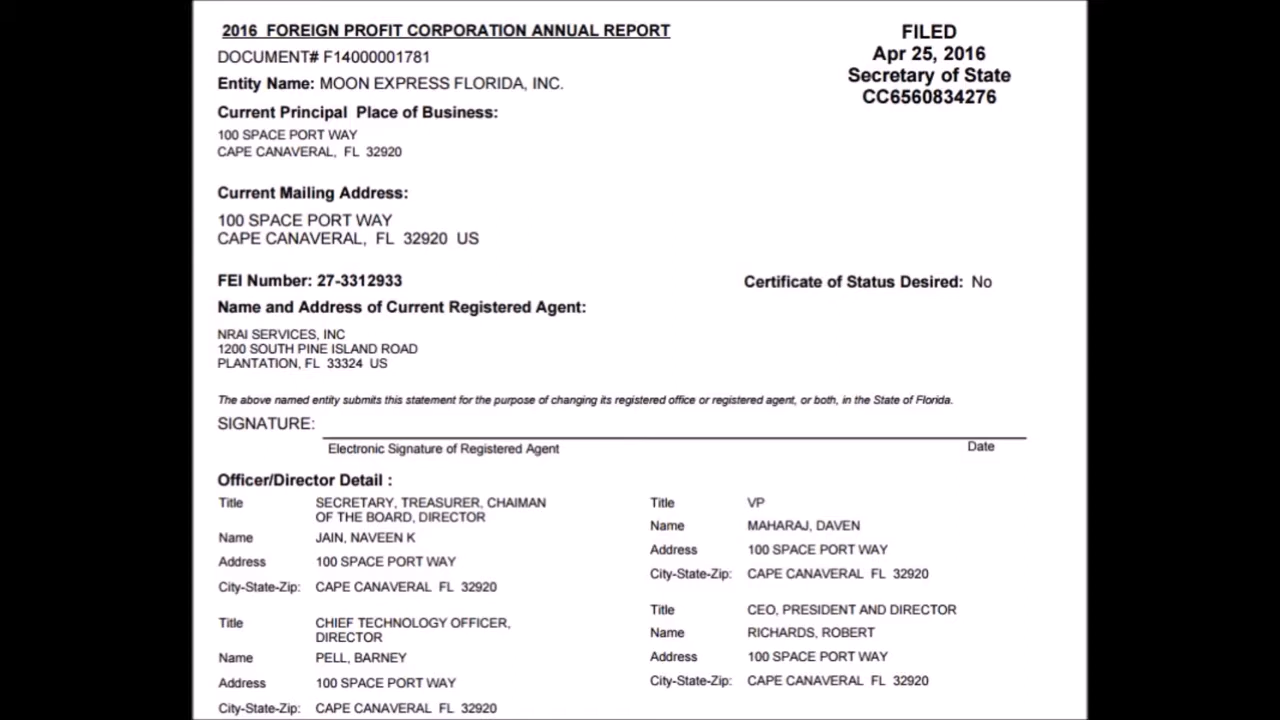 2016 FOREIGN PROFIT CORPORATION ANNUAL REPORT
DOCUMENT# F14000001781
Entity Name: MOON EXPRESS FLORIDA, INC.
Current Principal Place of Business:
100 SPACE PORT WAY
CAPE CANAVERAL, FL 32920
FILED
Apr 25, 2016
Secretary of State
CC6560834276
Current Mailing Address:
100 SPACE PORT WAY
CAPE CANAVERAL, FL 32920 US
FEI Number: 27-3312933
Certificate of Status Desired: No
Name and Address of Current Registered Agent:
NRAI SERVICES, INC
1200 SOUTH PINE ISLAND ROAD
PLANTATION, FL 33324 US
The above named entity submits this statement for the purpose of changing its registered office or registered agent, or both, in the State of Florida.
SIGNATURE:
Electronic Signature of Registered Agent
Date
Officer/Director Detail :
Title SECRETARY, TREASURER, CHAIMAN
OF THE BOARD, DIRECTOR
Name JAIN, NAVEEN K
Address 100 SPACE PORT WAY
City-State-Zip: CAPE CANAVERAL FL 32920
Title CHIEF TECHNOLOGY OFFICER,
DIRECTOR
Name PELL, BARNEY
Address 100 SPACE PORT WAY
City-State-Zip: CAPE CANAVERAL FL 32920
Title VP
Name MAHARAJ, DAVEN
Address 100 SPACE PORT WAY
City-State-Zip: CAPE CANAVERAL FL 32920
Title CEO, PRESIDENT AND DIRECTOR
Name RICHARDS, ROBERT
Address 100 SPACE PORT WAY
City-State-Zip: CAPE CANAVERAL FL 32920